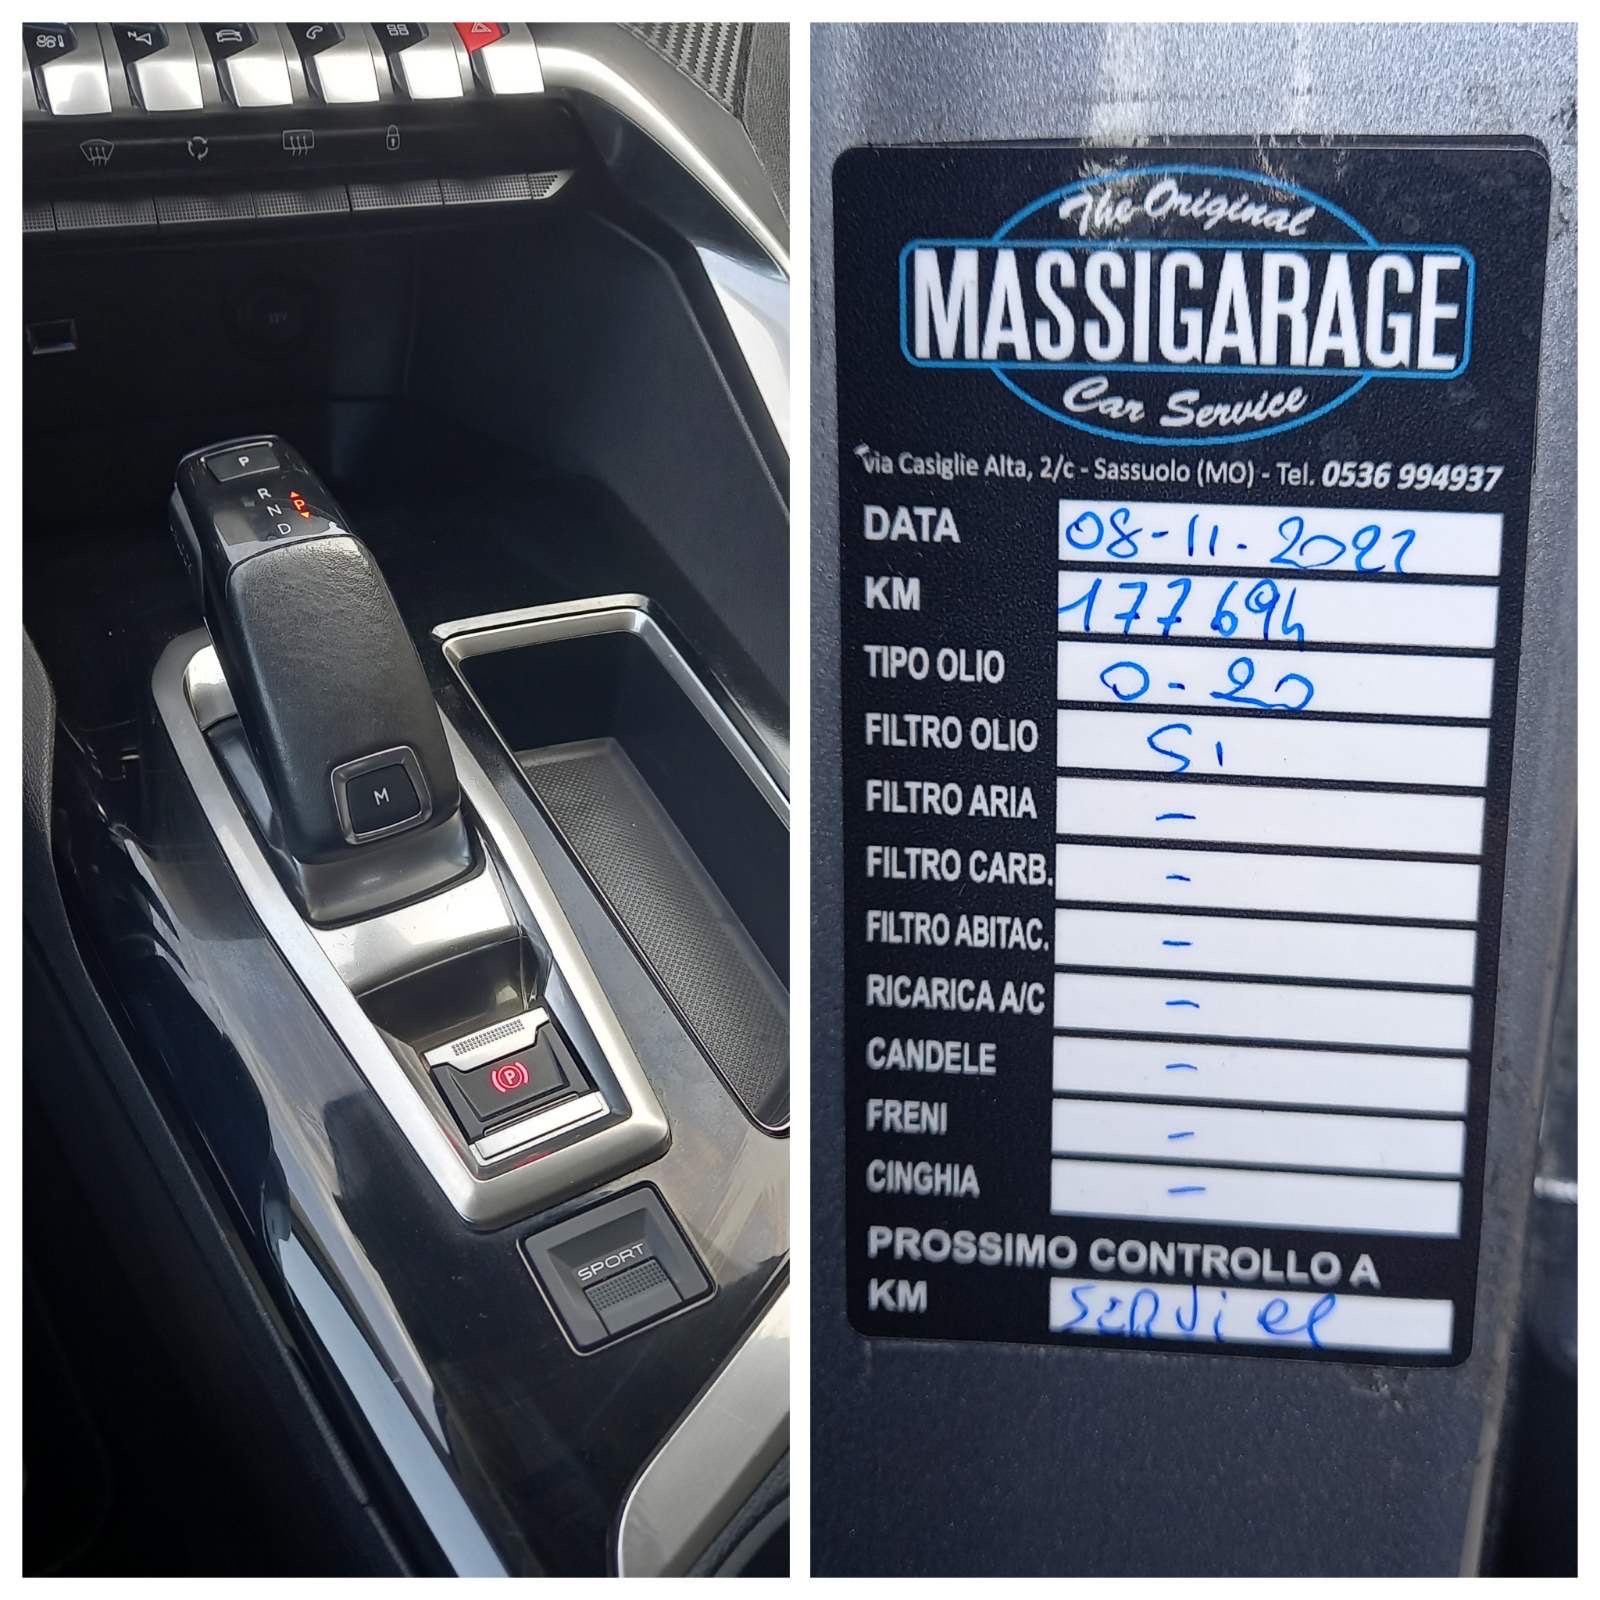 P
R
N
D
P
M
P
SPORT
The Original
MASSIGARAGE
Car Service
via Casiglie Alta, 2/c - Sassuolo (MO) - Tel. 0536 994937
DATA 08-11-2022
KM 177694
TIPO OLIO 0-20
FILTRO OLIO Si
FILTRO ARIA -
FILTRO CARB. -
FILTRO ABITAC. -
RICARICA A/C -
CANDELE -
FRENI -
CINGHIA -
PROSSIMO CONTROLLO A
KM